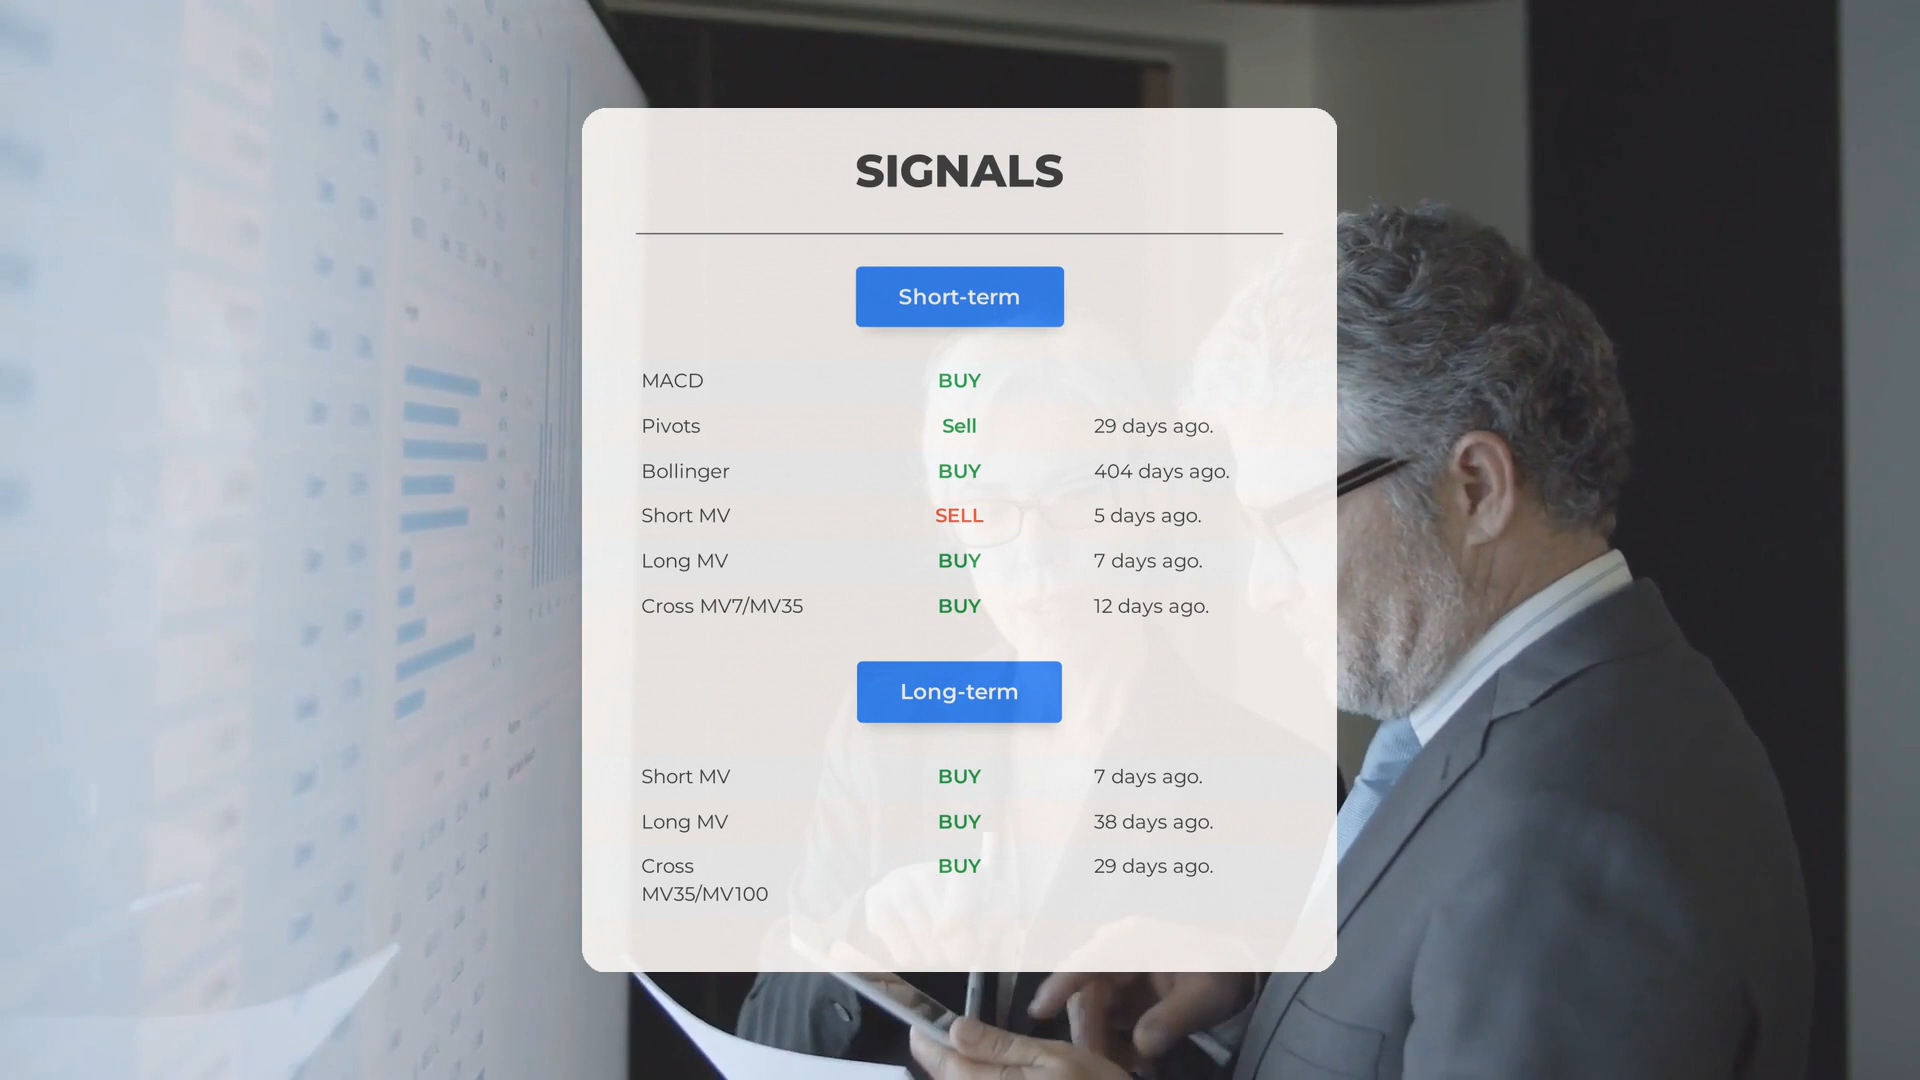 SIGNALS
Short-term
MACD BUY
Pivots Sell 29 days ago.
Bollinger BUY 404 days ago.
Short MV SELL 5 days ago.
Long MV BUY 7 days ago.
Cross MV7/MV35 BUY 12 days ago.
Long-term
Short MV BUY 7 days ago.
Long MV BUY 38 days ago.
Cross BUY 29 days ago.
MV35/MV100